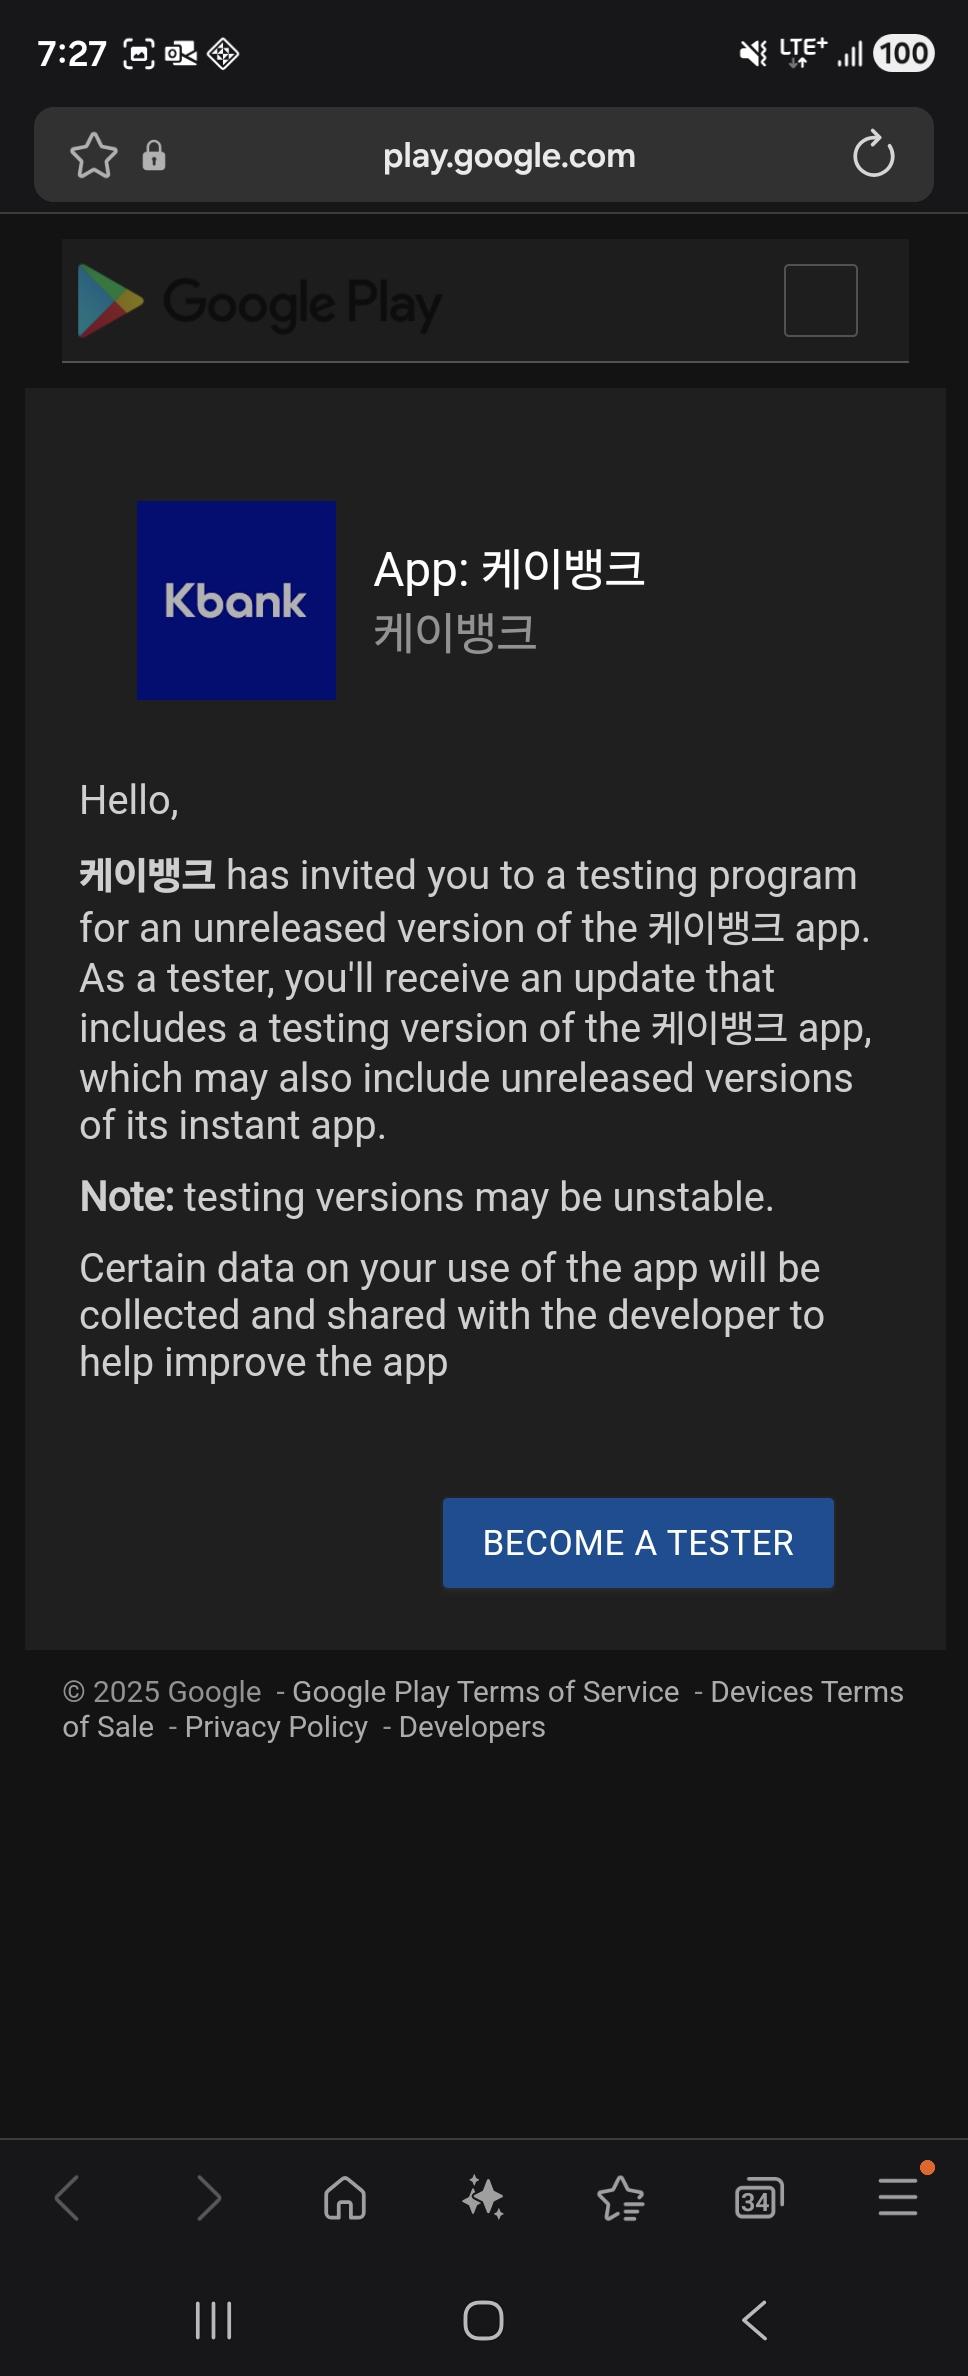 7:27
LTE+
100
play.google.com
Google Play
Kbank
App: 케이뱅크
케이뱅크
Hello,
케이뱅크 has invited you to a testing program
for an unreleased version of the 케이뱅크 app.
As a tester, you'll receive an update that
includes a testing version of the 케이뱅크 app,
which may also include unreleased versions
of its instant app.
Note: testing versions may be unstable.
Certain data on your use of the app will be
collected and shared with the developer to
help improve the app
BECOME A TESTER
© 2025 Google - Google Play Terms of Service - Devices Terms
of Sale - Privacy Policy - Developers
34